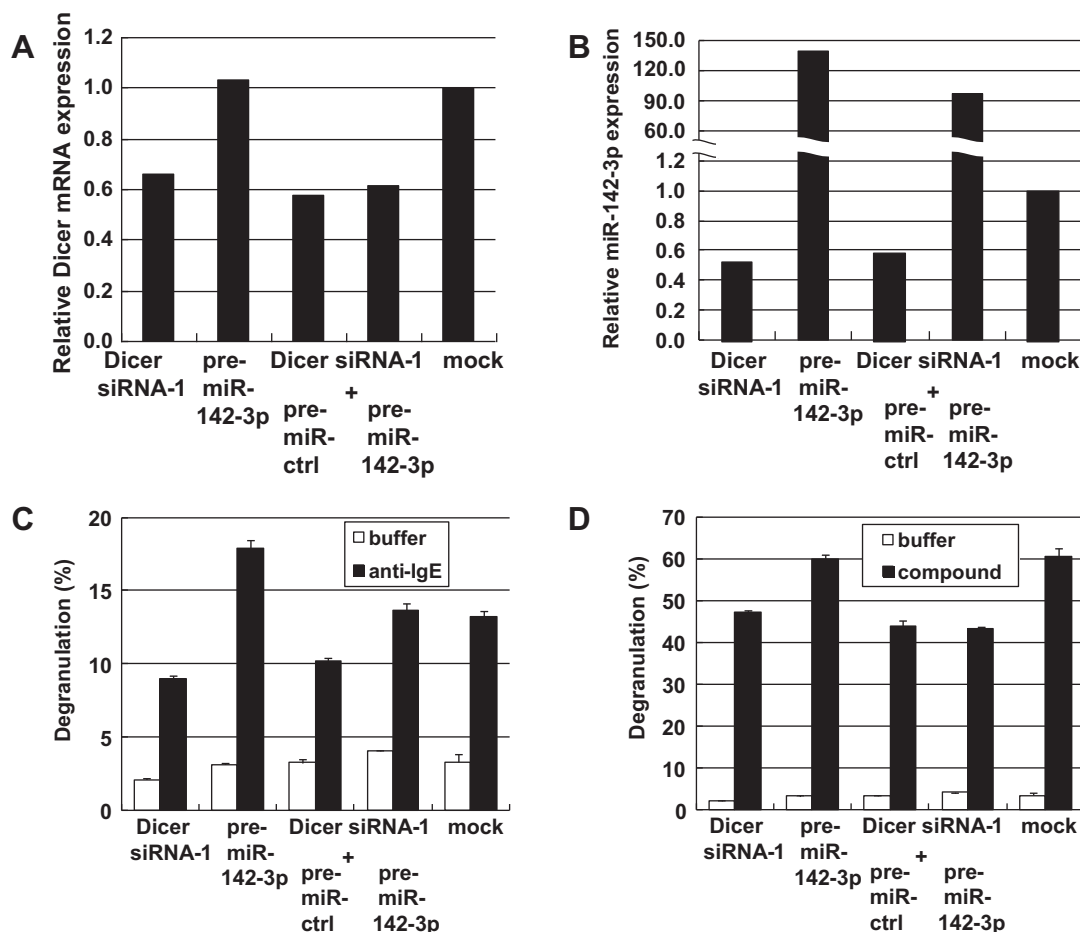 A
Relative Dicer mRNA expression
1.2
1.0
0.8
0.6
0.4
0.2
0.0
Dicer siRNA-1
pre-miR-142-3p
Dicer siRNA-1
+
pre-miR-ctrl
pre-miR-142-3p
mock
B
Relative miR-142-3p expression
150.0
120.0
90.0
60.0
1.2
1.0
0.8
0.6
0.4
0.2
0.0
Dicer siRNA-1
pre-miR-142-3p
Dicer siRNA-1
+
pre-miR-ctrl
pre-miR-142-3p
mock
C
Degranulation (%)
20
15
10
5
0
buffer
anti-IgE
Dicer siRNA-1
pre-miR-142-3p
Dicer siRNA-1
+
pre-miR-ctrl
pre-miR-142-3p
mock
D
Degranulation (%)
70
60
50
40
30
20
10
0
buffer
compound
Dicer siRNA-1
pre-miR-142-3p
Dicer siRNA-1
+
pre-miR-ctrl
pre-miR-142-3p
mock